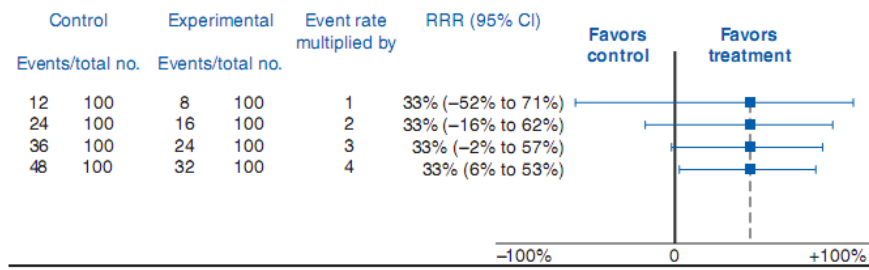 Control Experimental Event rate multiplied by RRR (95% CI) Favors control Favors treatment
Events/total no. Events/total no.
12 100 8 100 1 33% (–52% to 71%)
24 100 16 100 2 33% (–16% to 62%)
36 100 24 100 3 33% (–2% to 57%)
48 100 32 100 4 33% (6% to 53%)
–100% 0 +100%